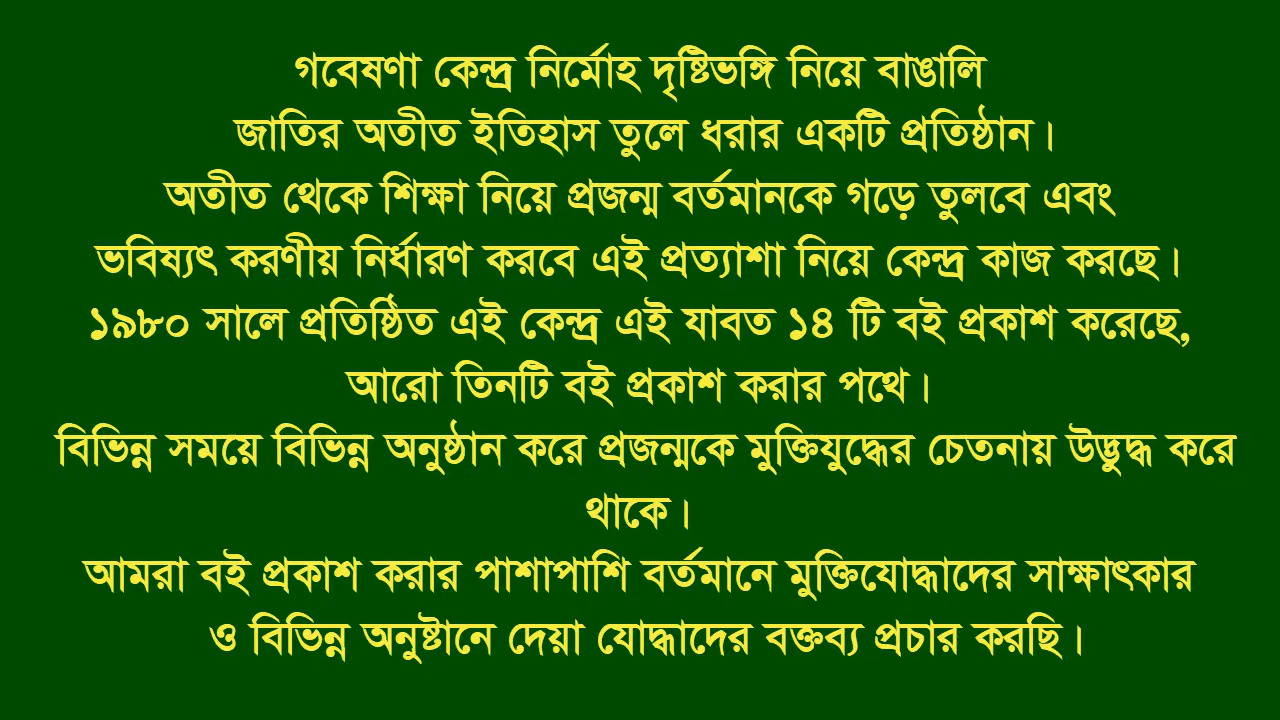 গবেষণা কেন্দ্র নির্মোহ দৃষ্টিভঙ্গি নিয়ে বাঙালি
জাতির অতীত ইতিহাস তুলে ধরার একটি প্রতিষ্ঠান।
অতীত থেকে শিক্ষা নিয়ে প্রজন্ম বর্তমানকে গড়ে তুলবে এবং
ভবিষ্যৎ করণীয় নির্ধারণ করবে এই প্রত্যাশা নিয়ে কেন্দ্র কাজ করছে।
১৯৮০ সালে প্রতিষ্ঠিত এই কেন্দ্র এই যাবত ১৪ টি বই প্রকাশ করেছে,
আরো তিনটি বই প্রকাশ করার পথে।
বিভিন্ন সময়ে বিভিন্ন অনুষ্ঠান করে প্রজন্মকে মুক্তিযুদ্ধের চেতনায় উদ্ভুদ্ধ করে
থাকে।
আমরা বই প্রকাশ করার পাশাপাশি বর্তমানে মুক্তিযোদ্ধাদের সাক্ষাৎকার
ও বিভিন্ন অনুষ্টানে দেয়া যোদ্ধাদের বক্তব্য প্রচার করছি।